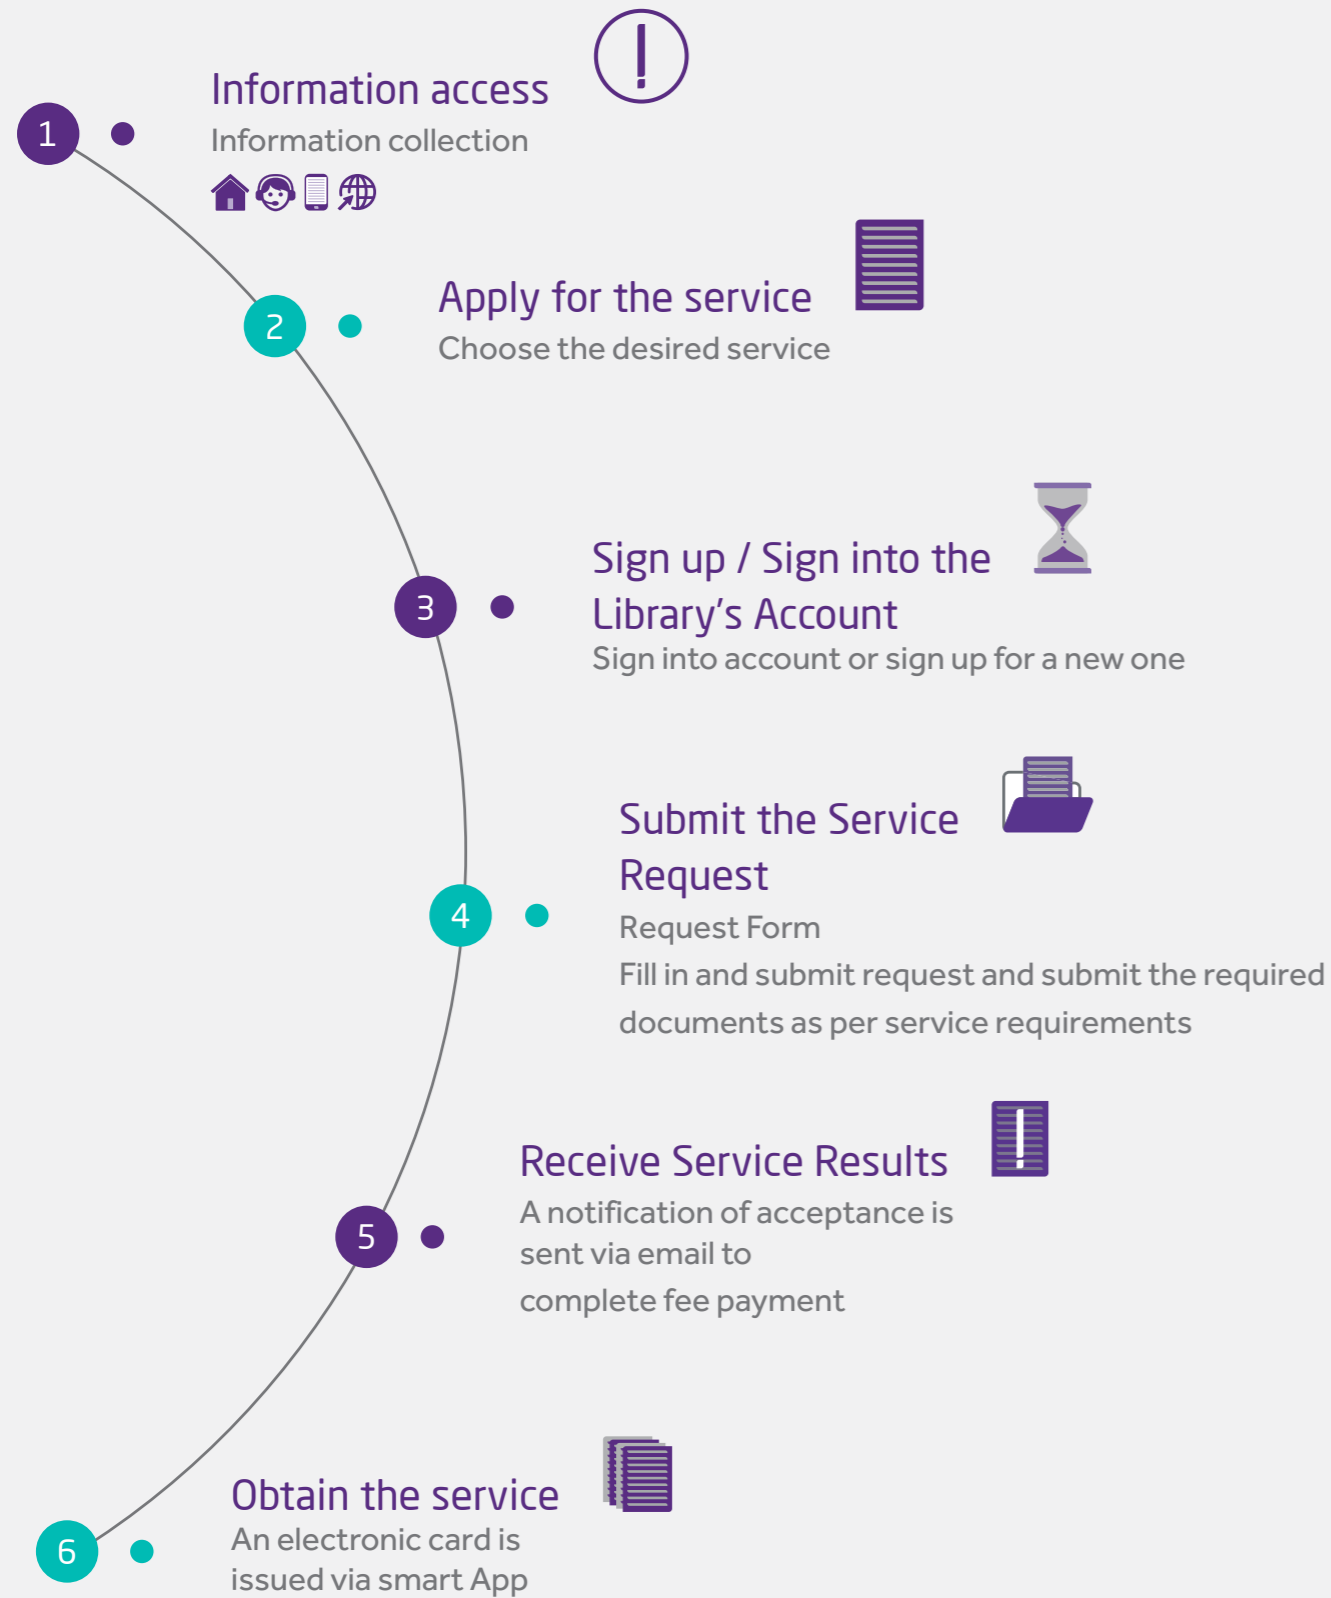 1
Information access
Information collection
2
Apply for the service
Choose the desired service
3
Sign up / Sign into the
Library's Account
Sign into account or sign up for a new one
4
Submit the Service
Request
Request Form
Fill in and submit request and submit the required
documents as per service requirements
5
Receive Service Results
A notification of acceptance is
sent via email to
complete fee payment
6
Obtain the service
An electronic card is
issued via smart App